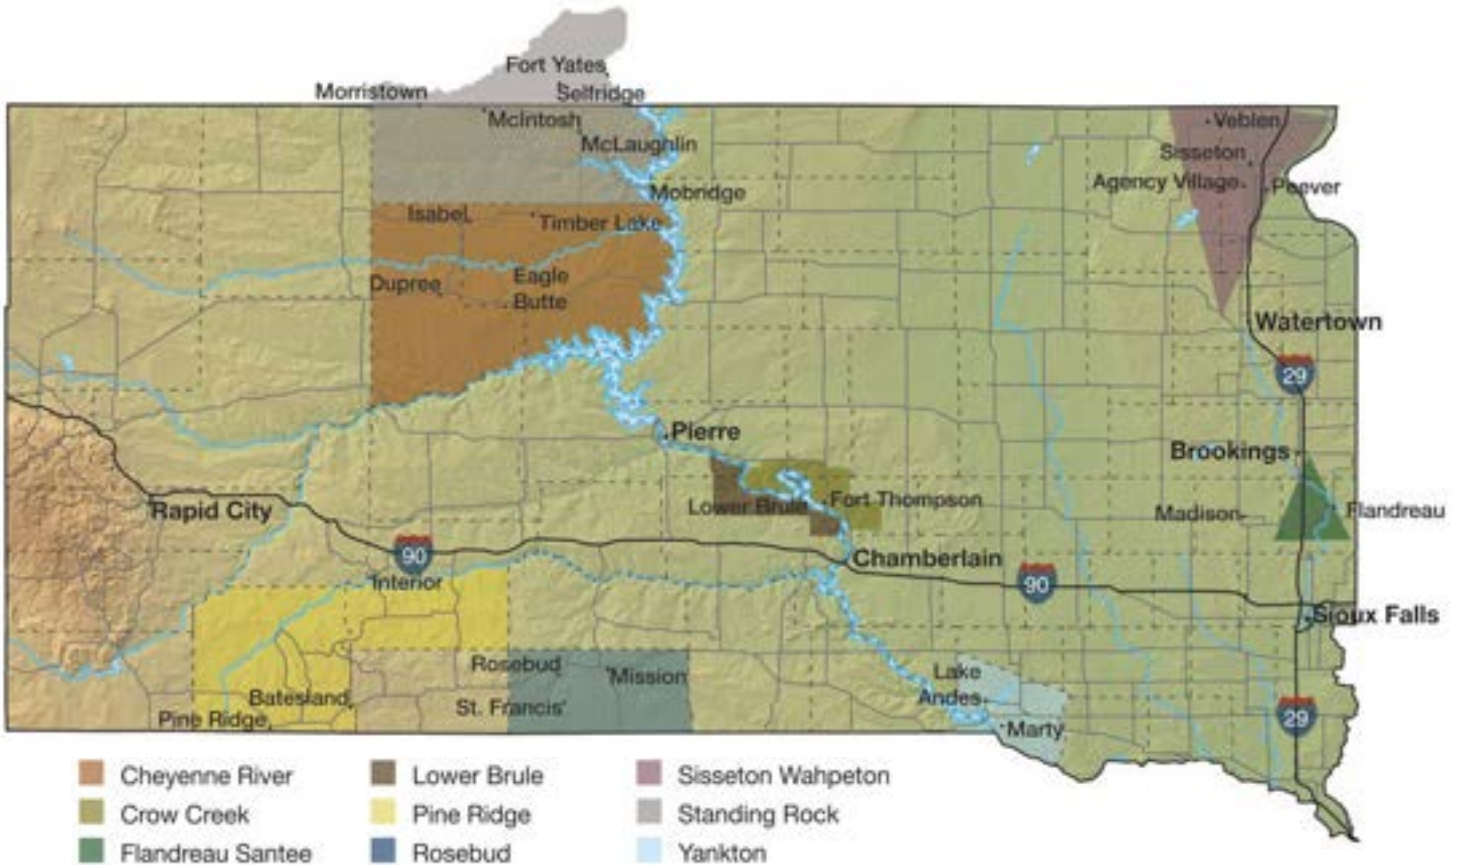 Fort Yates
Morristown
Selfridge
McIntosh
Veblen
McLaughlin
Sisseton
Agency Village
Peever
Mobridge
Isabel
Timber Lake
Dupree
Eagle
Butte
Watertown
29
Pierre
Brookings
Lower Brule
Fort Thompson
Rapid City
Madison
Flandreau
90
Chamberlain
Interior
90
Sioux Falls
Rosebud
Mission
Lake
Andes
Batesland
St. Francis
Pine Ridge
29
Marty
Cheyenne River
Lower Brule
Sisseton Wahpeton
Crow Creek
Pine Ridge
Standing Rock
Flandreau Santee
Rosebud
Yankton